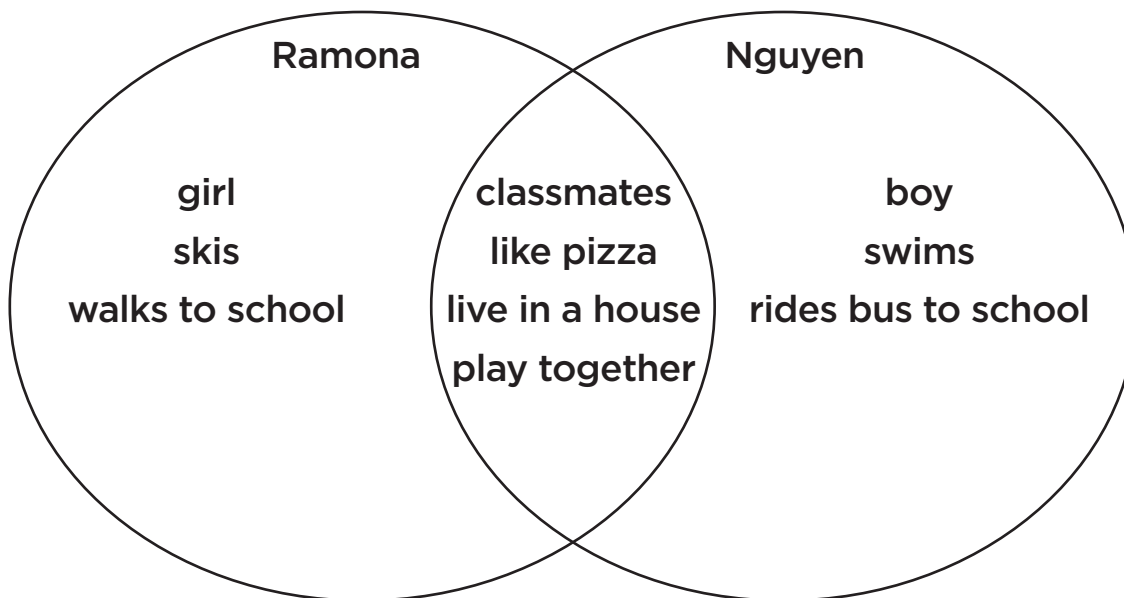 Ramona
Nguyen
girl
skis
walks to school
classmates
like pizza
live in a house
play together
boy
swims
rides bus to school